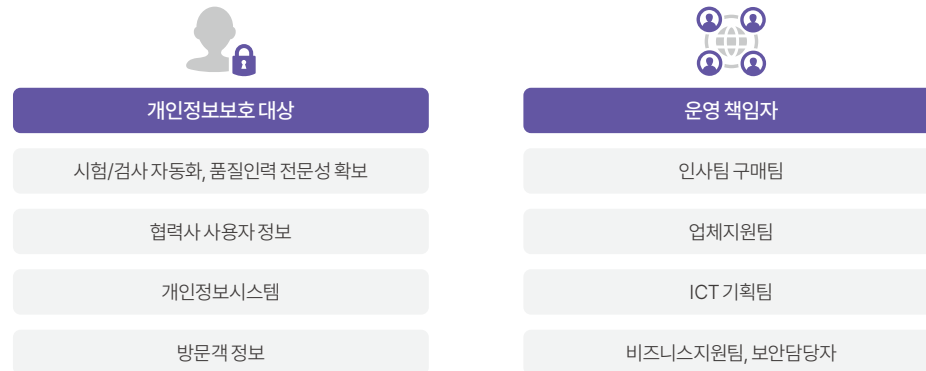 개인정보보호 대상
운영 책임자
시험/검사 자동화, 품질인력 전문성 확보
인사팀 구매팀
협력사 사용자 정보
업체지원팀
개인정보시스템
ICT 기획팀
방문객 정보
비즈니스지원팀, 보안담당자